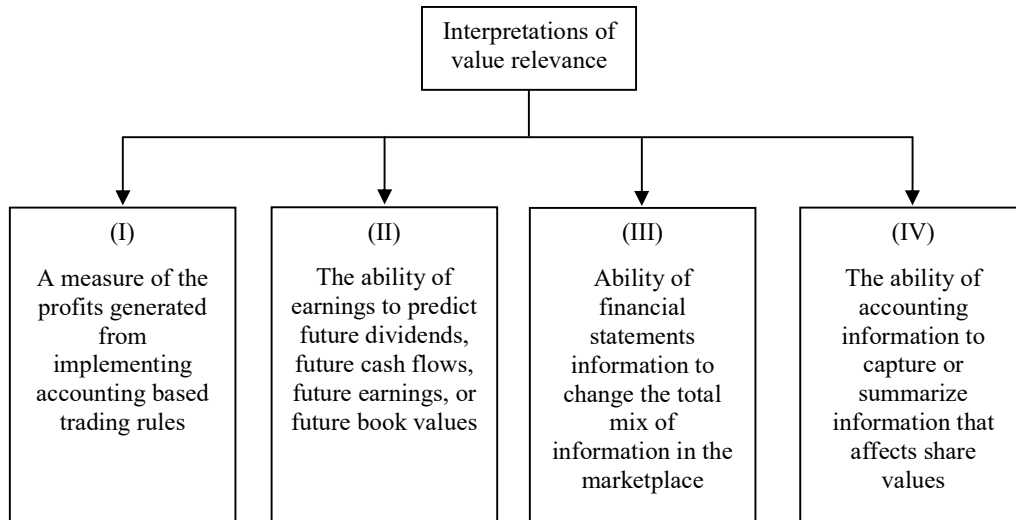 Interpretations of
value relevance
(I)
A measure of the
profits generated
from
implementing
accounting based
trading rules
(II)
The ability of
earnings to predict
future dividends,
future cash flows,
future earnings, or
future book values
(III)
Ability of
financial
statements
information to
change the total
mix of
information in the
marketplace
(IV)
The ability of
accounting
information to
capture or
summarize
information that
affects share
values